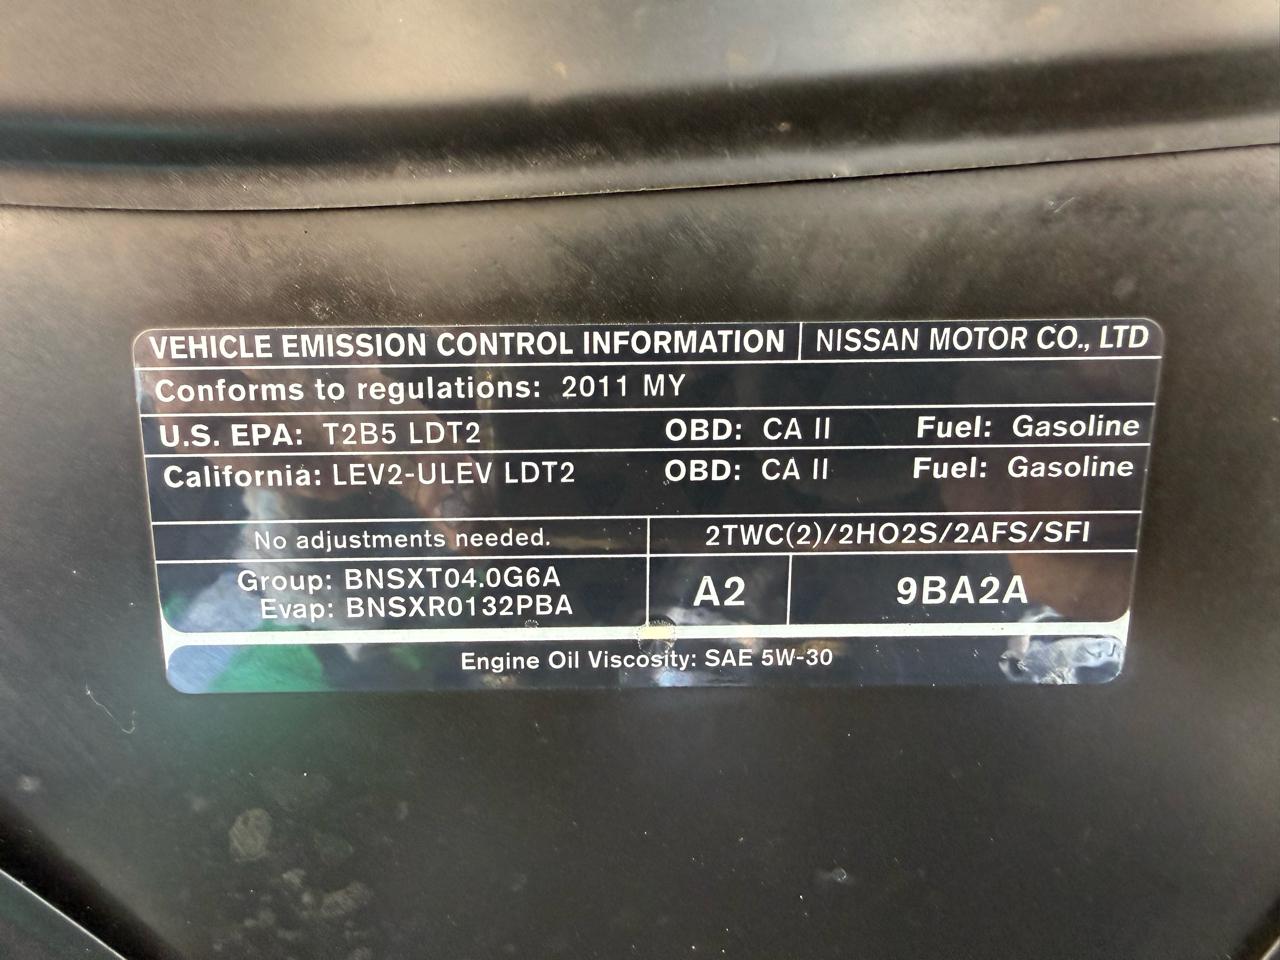 VEHICLE EMISSION CONTROL INFORMATION NISSAN MOTOR CO., LTD
Conforms to regulations: 2011 MY
U.S. EPA: T2B5 LDT2 OBD: CA II Fuel: Gasoline
California: LEV2-ULEV LDT2 OBD: CA II Fuel: Gasoline
No adjustments needed. 2TWC(2)/2HO2S/2AFS/SFI
Group: BNSXT04.0G6A
Evap: BNSXR0132PBA
A2 9BA2A
Engine Oil Viscosity: SAE 5W-30